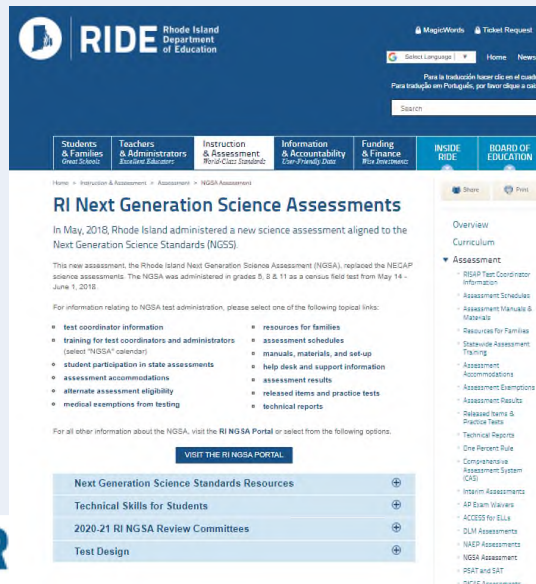 RIDE Rhode Island
Department
of Education
MagicWords Ticket Request
Select Language Home News
Para la traducción hacer clic en el cuadr
Para tradução em Português, por favor clique a caix
Search
Students
& Families
Great Schools
Teachers
& Administrators
Excellent Educators
Instruction
& Assessment
World-Class Standards
Information
& Accountability
User-Friendly Data
Funding
& Finance
Wise Investments
INSIDE
RIDE
BOARD OF
EDUCATION
Home > Instruction & Assessment > Assessment > NGSA Assessment
Share Print
RI Next Generation Science Assessments
In May, 2018, Rhode Island administered a new science assessment aligned to the
Next Generation Science Standards (NGSS).
This new assessment, the Rhode Island Next Generation Science Assessment (NGSA), replaced the NECAP
science assessments. The NGSA was administered in grades 5, 8 & 11 as a census field test from May 14 -
June 1, 2018.
For information relating to NGSA test administration, please select one of the following topical links:
test coordinator information
training for test coordinators and administrators
(select "NGSA" calendar)
student participation in state assessments
assessment accommodations
alternate assessment eligibility
medical exemptions from testing
resources for families
assessment schedules
manuals, materials, and set-up
help desk and support information
assessment results
released items and practice tests
technical reports
For all other information about the NGSA, visit the RI NGSA Portal or select from the following options.
VISIT THE RI NGSA PORTAL
Next Generation Science Standards Resources
Technical Skills for Students
2020-21 RI NGSA Review Committees
Test Design
Overview
Curriculum
Assessment
RISAP Test Coordinator
Information
Assessment Schedules
Assessment Manuals &
Materials
Resources for Families
Statewide Assessment
Training
Assessment
Accommodations
Assessment Exemptions
Assessment Results
Released Items &
Practice Tests
Technical Reports
One Percent Rule
Comprehensive
Assessment System
(CAS)
Interim Assessments
AP Exam Waivers
ACCESS for ELLs
DLM Assessments
NAEP Assessments
NGSA Assessment
PSAT and SAT